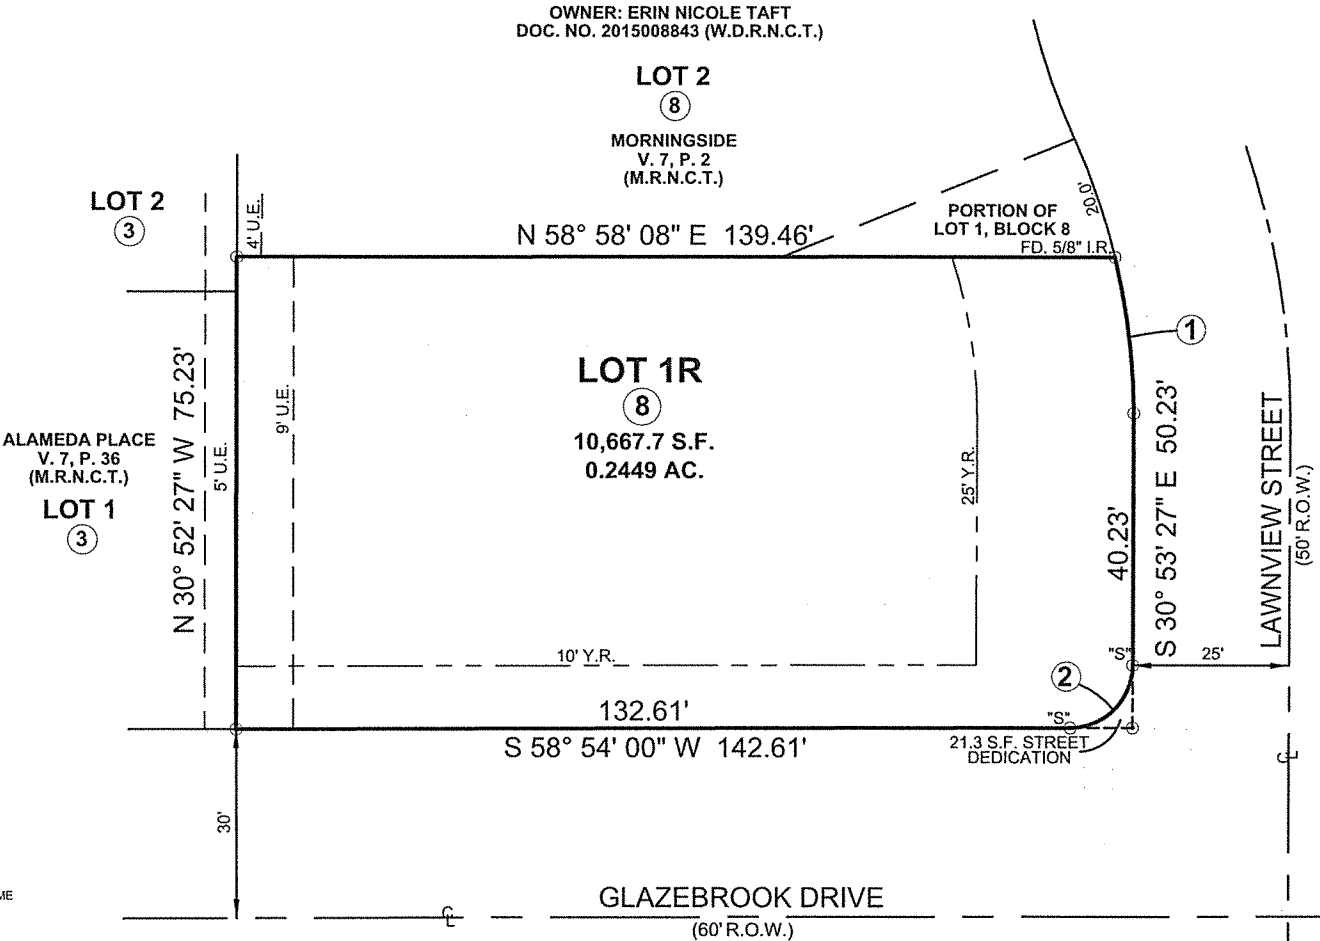 OWNER: ERIN NICOLE TAFT
DOC. NO. 2015008843 (W.D.R.N.C.T.)
LOT 2
8
MORNINGSIDE
V. 7, P. 2
(M.R.N.C.T.)
LOT 2
3
4' U.E.
N 58° 58' 08" E 139.46'
PORTION OF
LOT 1, BLOCK 8
FD. 5/8" I.R.
20.0'
1
LOT 1R
8
10,667.7 S.F.
0.2449 AC.
N 30° 52' 27" W 75.23'
9' U.E.
5' U.E.
ALAMEDA PLACE
V. 7, P. 36
(M.R.N.C.T.)
LOT 1
3
25' Y.R.
40.23'
S 30° 53' 27" E 50.23'
LAWNVIEW STREET
(50' R.O.W.)
10' Y.R.
"S"
25'
2
132.61'
"S"
S 58° 54' 00" W 142.61'
21.3 S.F. STREET
DEDICATION
CL
30'
ME
GLAZEBROOK DRIVE
CL
(60' R.O.W.)